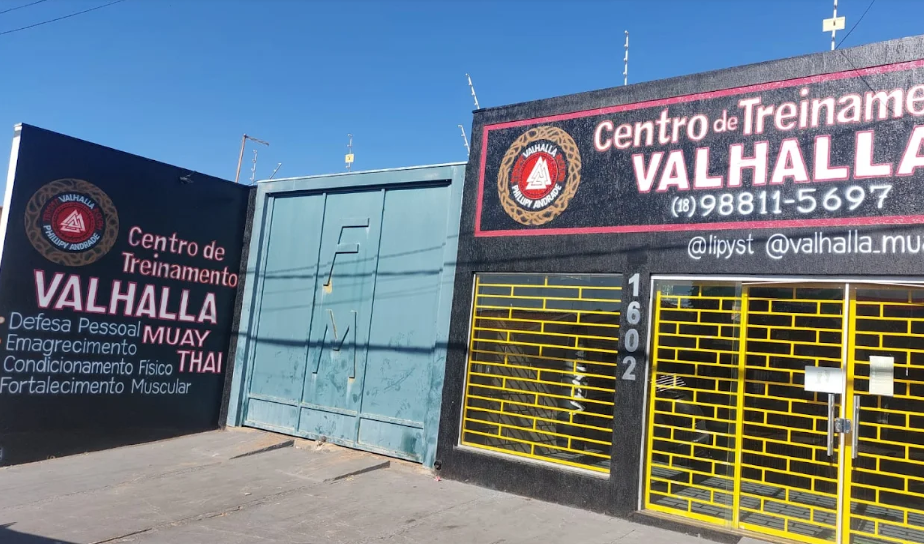 VALHALLA
PHILLIPY ANDRADE
Centro de
Treinamento
VALHALLA
Defesa Pessoal
MUAY
THAI
Emagrecimento
Condicionamento Físico
Fortalecimento Muscular
F
M
VALHALLA
PHILLIPY ANDRADE
Centro de Treiname
VALHALLA
(18) 98811-5697
@lipyst @valhalla_mu
1602